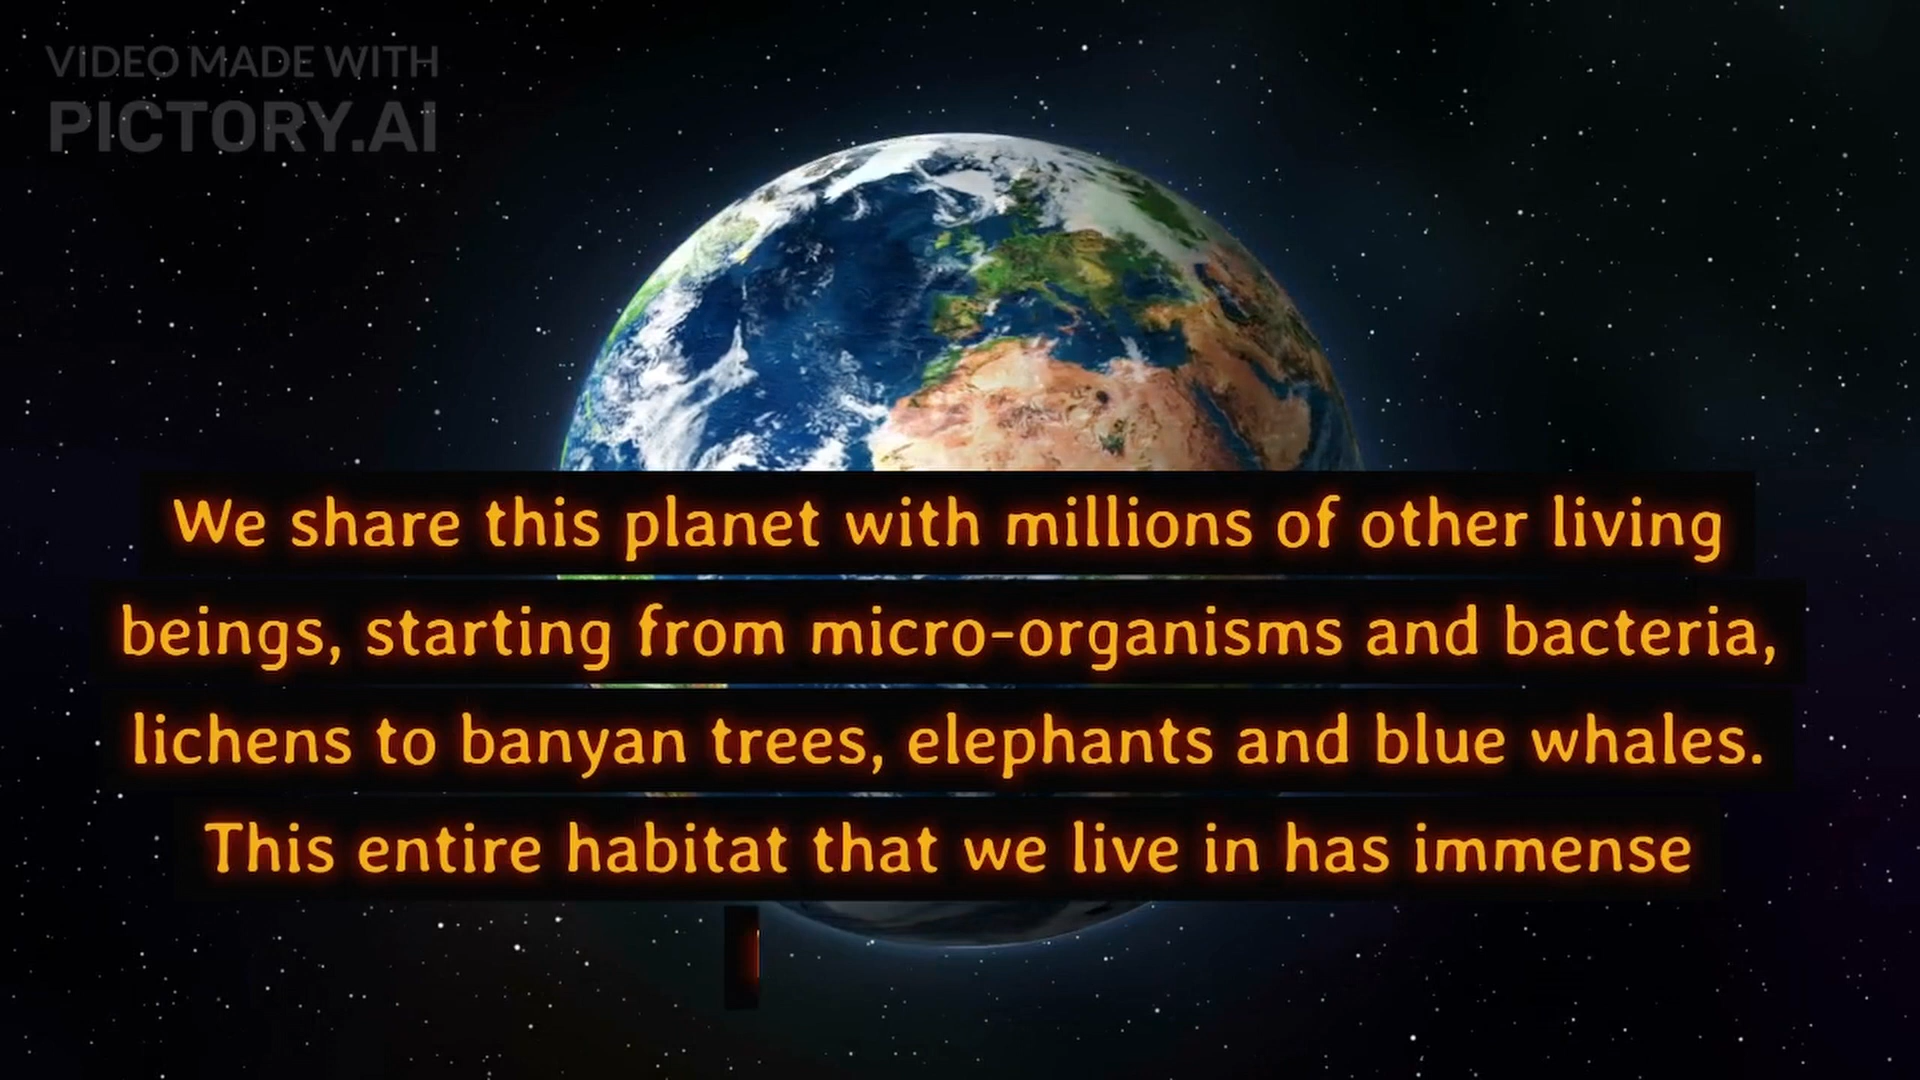 VIDEO MADE WITH
PICTORY.AI
We share this planet with millions of other living
beings, starting from micro-organisms and bacteria,
lichens to banyan trees, elephants and blue whales.
This entire habitat that we live in has immense